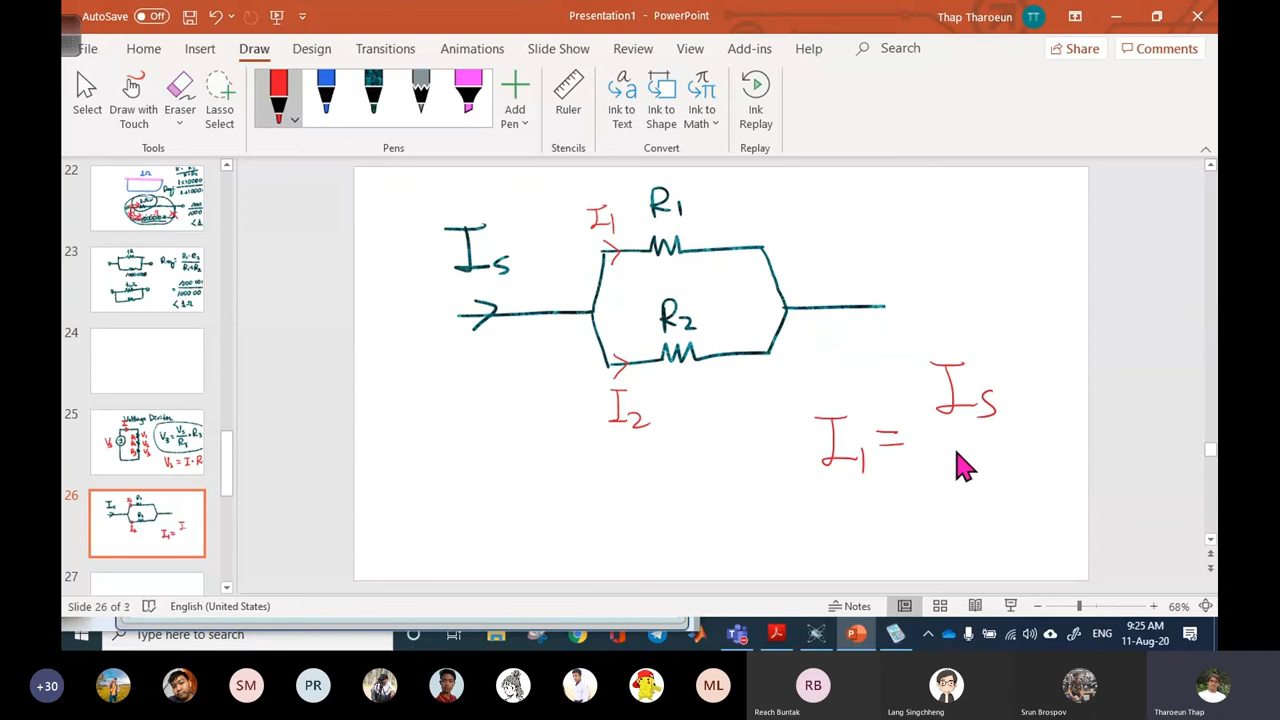 AutoSave Off
Presentation1 - PowerPoint
Thap Tharoeun TT
File Home Insert Draw Design Transitions Animations Slide Show Review View Add-ins Help Search Share Comments
Select
Draw with Touch
Eraser
Lasso Select
Add Pen
Ruler
Ink to Text
Ink to Shape
Ink to Math
Ink Replay
Tools
Pens
Stencils
Convert
Replay
22
23
24
25
Voltage Divider
26
27
I1
R1
Is
R2
I2
Is
I1 =
Slide 26 of 3
English (United States)
Notes
68%
Type here to search
ENG
9:25 AM
11-Aug-20
+30
SM
PR
ML
RB
Reach Buntak
Lang Singchheng
Srun Brospov
Tharoeun Thap